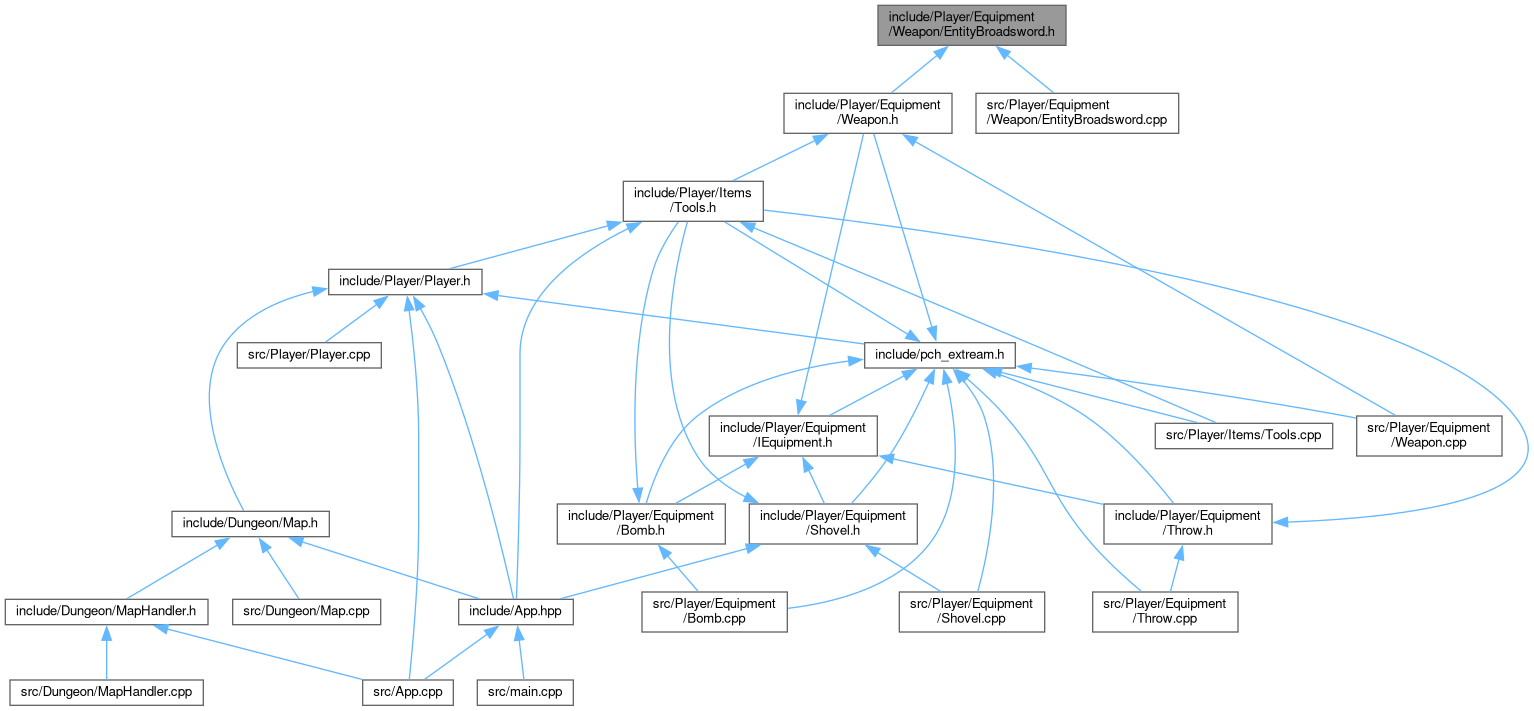 include/Player/Equipment
/Weapon/EntityBroadsword.h
include/Player/Equipment
/Weapon.h
src/Player/Equipment
/Weapon/EntityBroadsword.cpp
include/Player/Items
/Tools.h
include/Player/Player.h
src/Player/Player.cpp
include/pch_extream.h
include/Player/Equipment
/IEquipment.h
src/Player/Items/Tools.cpp
src/Player/Equipment
/Weapon.cpp
include/Dungeon/Map.h
include/Player/Equipment
/Bomb.h
include/Player/Equipment
/Shovel.h
include/Player/Equipment
/Throw.h
include/Dungeon/MapHandler.h
src/Dungeon/Map.cpp
include/App.hpp
src/Player/Equipment
/Bomb.cpp
src/Player/Equipment
/Shovel.cpp
src/Player/Equipment
/Throw.cpp
src/Dungeon/MapHandler.cpp
src/App.cpp
src/main.cpp